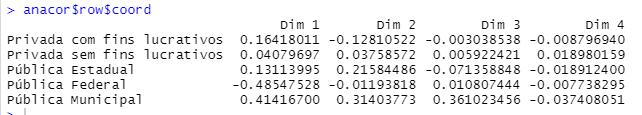 > anacor$row$coord
Dim 1 Dim 2 Dim 3 Dim 4
Privada com fins lucrativos 0.16418011 -0.12810522 -0.003038538 -0.008796940
Privada sem fins lucrativos 0.04079697 0.03758572 0.005922421 0.018980159
Pública Estadual 0.13113995 0.21584486 -0.071358848 -0.018912400
Pública Federal -0.48547528 -0.01193818 0.010807444 -0.007738295
Pública Municipal 0.41416700 0.31403773 0.361023456 -0.037408051
>